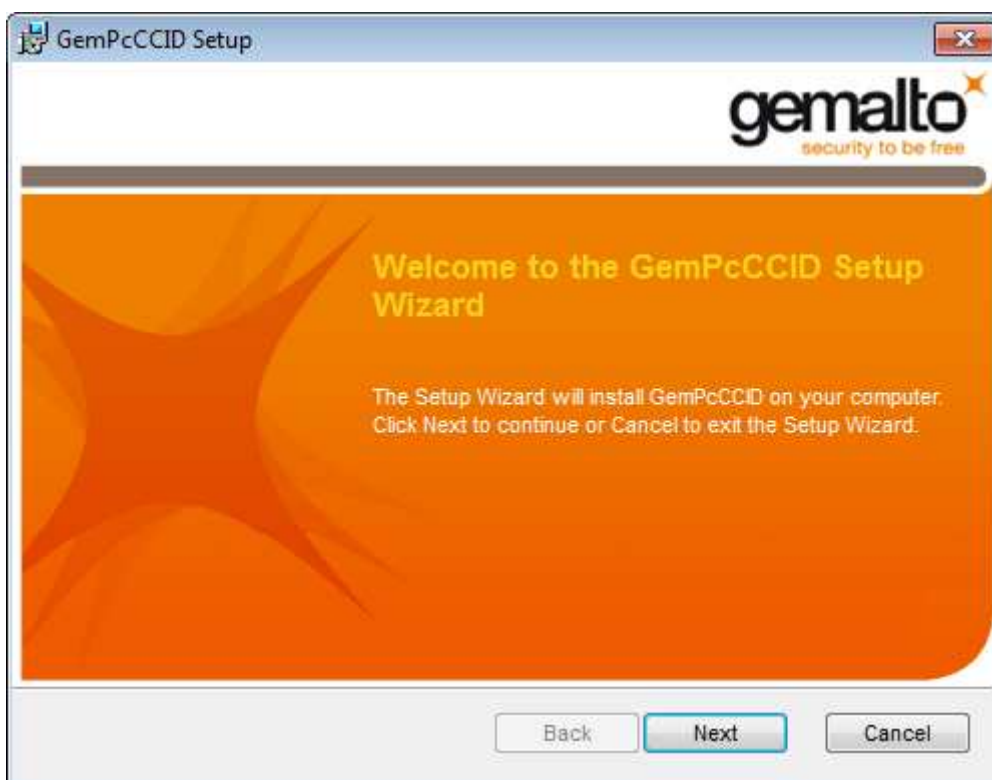 GemPcCCID Setup
gemalto
security to be free
Welcome to the GemPcCCID Setup
Wizard
The Setup Wizard will install GemPcCCID on your computer.
Click Next to continue or Cancel to exit the Setup Wizard.
Back
Next
Cancel